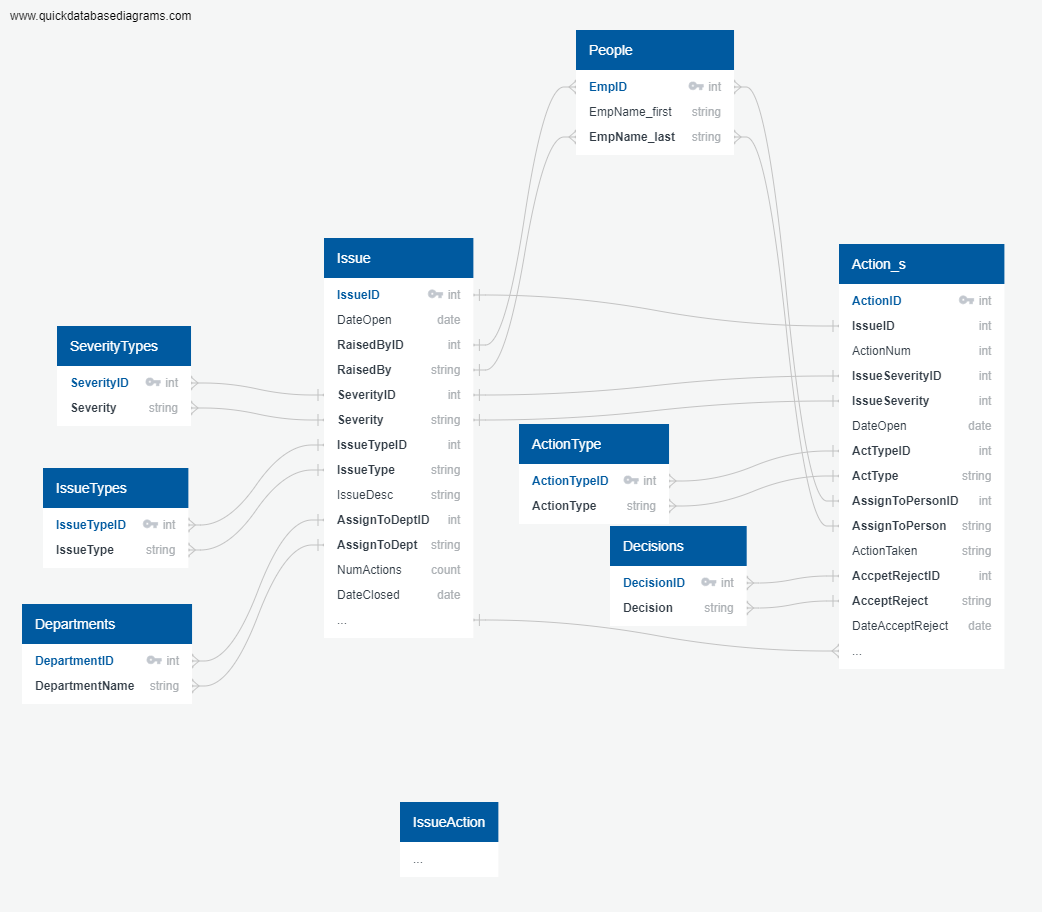 www.quickdatabasediagrams.com
People
EmpID int
EmpName_first string
EmpName_last string
Issue
IssueID int
DateOpen date
RaisedByID int
RaisedBy string
SeverityID int
Severity string
IssueTypeID int
IssueType string
IssueDesc string
AssignToDeptID int
AssignToDept string
NumActions count
DateClosed date
...
Action_s
ActionID int
IssueID int
ActionNum int
IssueSeverityID int
IssueSeverity int
DateOpen date
ActTypeID int
ActType string
AssignToPersonID int
AssignToPerson string
ActionTaken string
AccpetRejectID int
AcceptReject string
DateAcceptReject date
...
SeverityTypes
SeverityID int
Severity string
ActionType
ActionTypeID int
ActionType string
IssueTypes
IssueTypeID int
IssueType string
Decisions
DecisionID int
Decision string
Departments
DepartmentID int
DepartmentName string
IssueAction
...